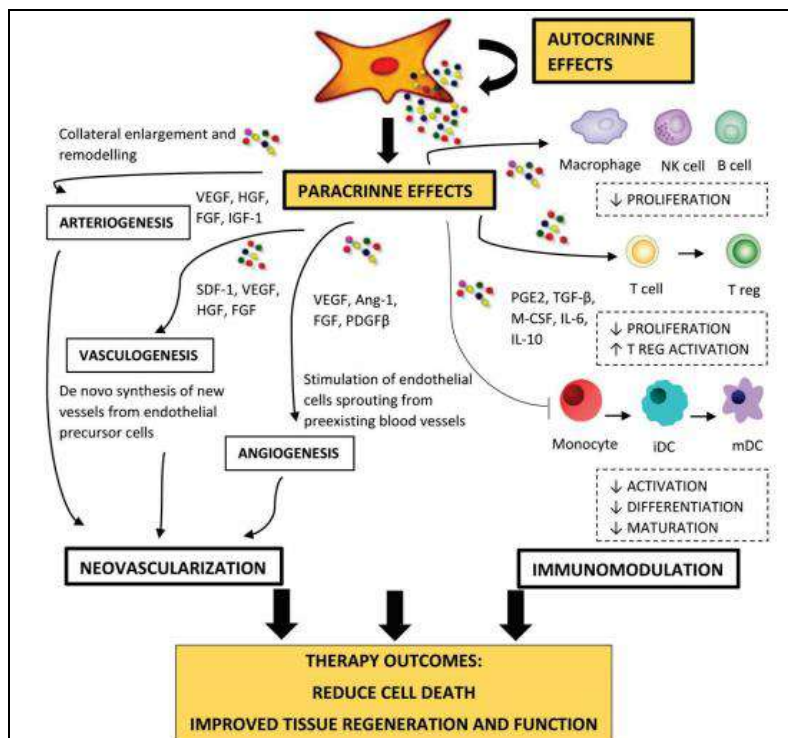 AUTOCRINNE
EFFECTS
Collateral enlargement and
remodelling
PARACRINNE EFFECTS
Macrophage
NK cell
B cell
↓ PROLIFERATION
ARTERIOGENESIS
VEGF, HGF,
FGF, IGF-1
T cell
T reg
↓ PROLIFERATION
↑ T REG ACTIVATION
SDF-1, VEGF,
HGF, FGF
VEGF, Ang-1,
FGF, PDGFβ
PGE2, TGF-β,
M-CSF, IL-6,
IL-10
VASCULOGENESIS
De novo synthesis of new
vessels from endothelial
precursor cells
Stimulation of endothelial
cells sprouting from
preexisting blood vessels
ANGIOGENESIS
Monocyte
iDC
mDC
↓ ACTIVATION
↓ DIFFERENTIATION
↓ MATURATION
NEOVASCULARIZATION
IMMUNOMODULATION
THERAPY OUTCOMES:
REDUCE CELL DEATH
IMPROVED TISSUE REGENERATION AND FUNCTION